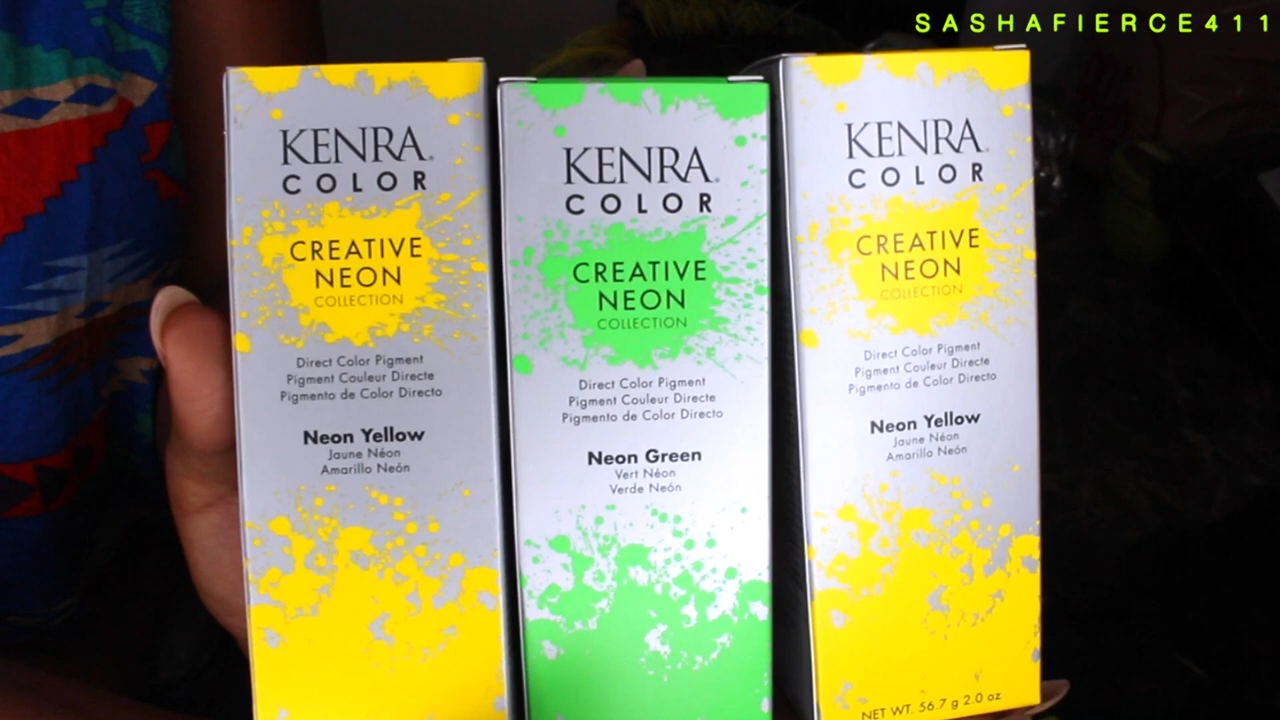 SASHAFIERCE411
KENRA
COLOR
CREATIVE
NEON
COLLECTION
Direct Color Pigment
Pigment Couleur Directe
Pigmento de Color Directo
Neon Yellow
Jaune Néon
Amarillo Neón
KENRA
COLOR
CREATIVE
NEON
COLLECTION
Direct Color Pigment
Pigment Couleur Directe
Pigmento de Color Directo
Neon Green
Vert Néon
Verde Neón
KENRA
COLOR
CREATIVE
NEON
COLLECTION
Direct Color Pigment
Pigment Couleur Directe
Pigmento de Color Directo
Neon Yellow
Jaune Néon
Amarillo Neón
NET WT. 56.7 g 2.0 oz